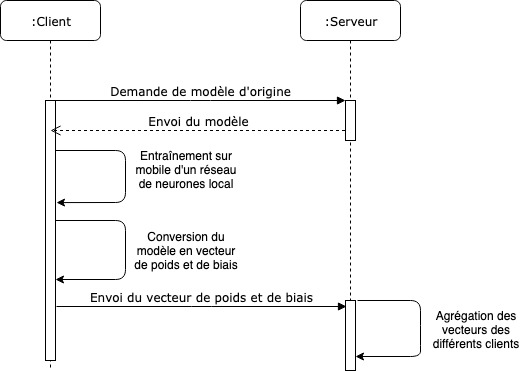 :Client
:Serveur
Demande de modèle d'origine
Envoi du modèle
Entraînement sur
mobile d'un réseau
de neurones local
Conversion du
modèle en vecteur
de poids et de biais
Envoi du vecteur de poids et de biais
Agrégation des
vecteurs des
différents clients